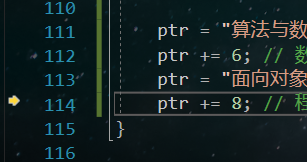 110
111 ptr = "算法与数
112 ptr += 6; // 数
113 ptr = "面向对象
114 ptr += 8; // 程
115 }
116